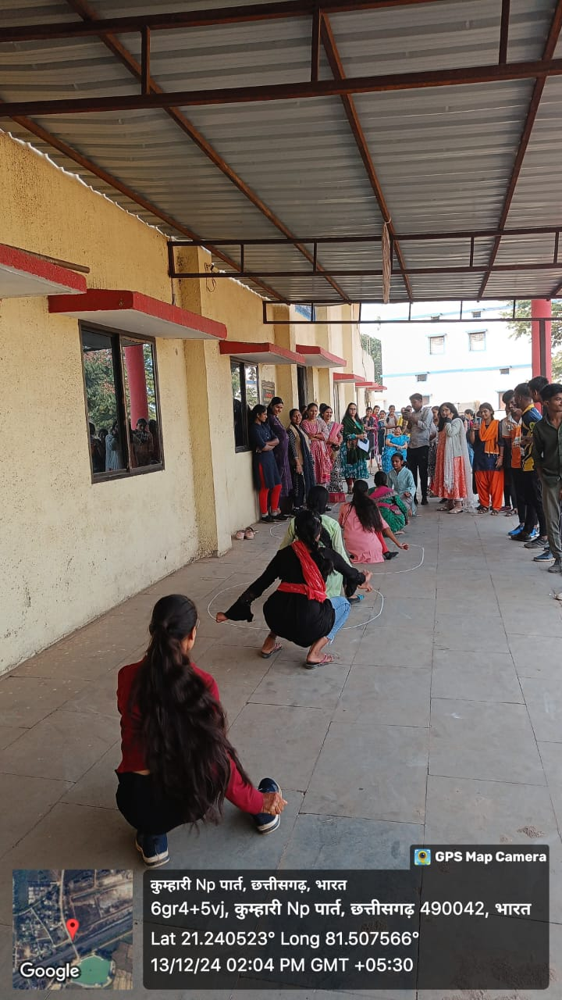 GPS Map Camera
कुम्हारी Np पार्त, छत्तीसगढ़, भारत
6gr4+5vj, कुम्हारी Np पार्त, छत्तीसगढ़ 490042, भारत
Lat 21.240523° Long 81.507566°
13/12/24 02:04 PM GMT +05:30
Google